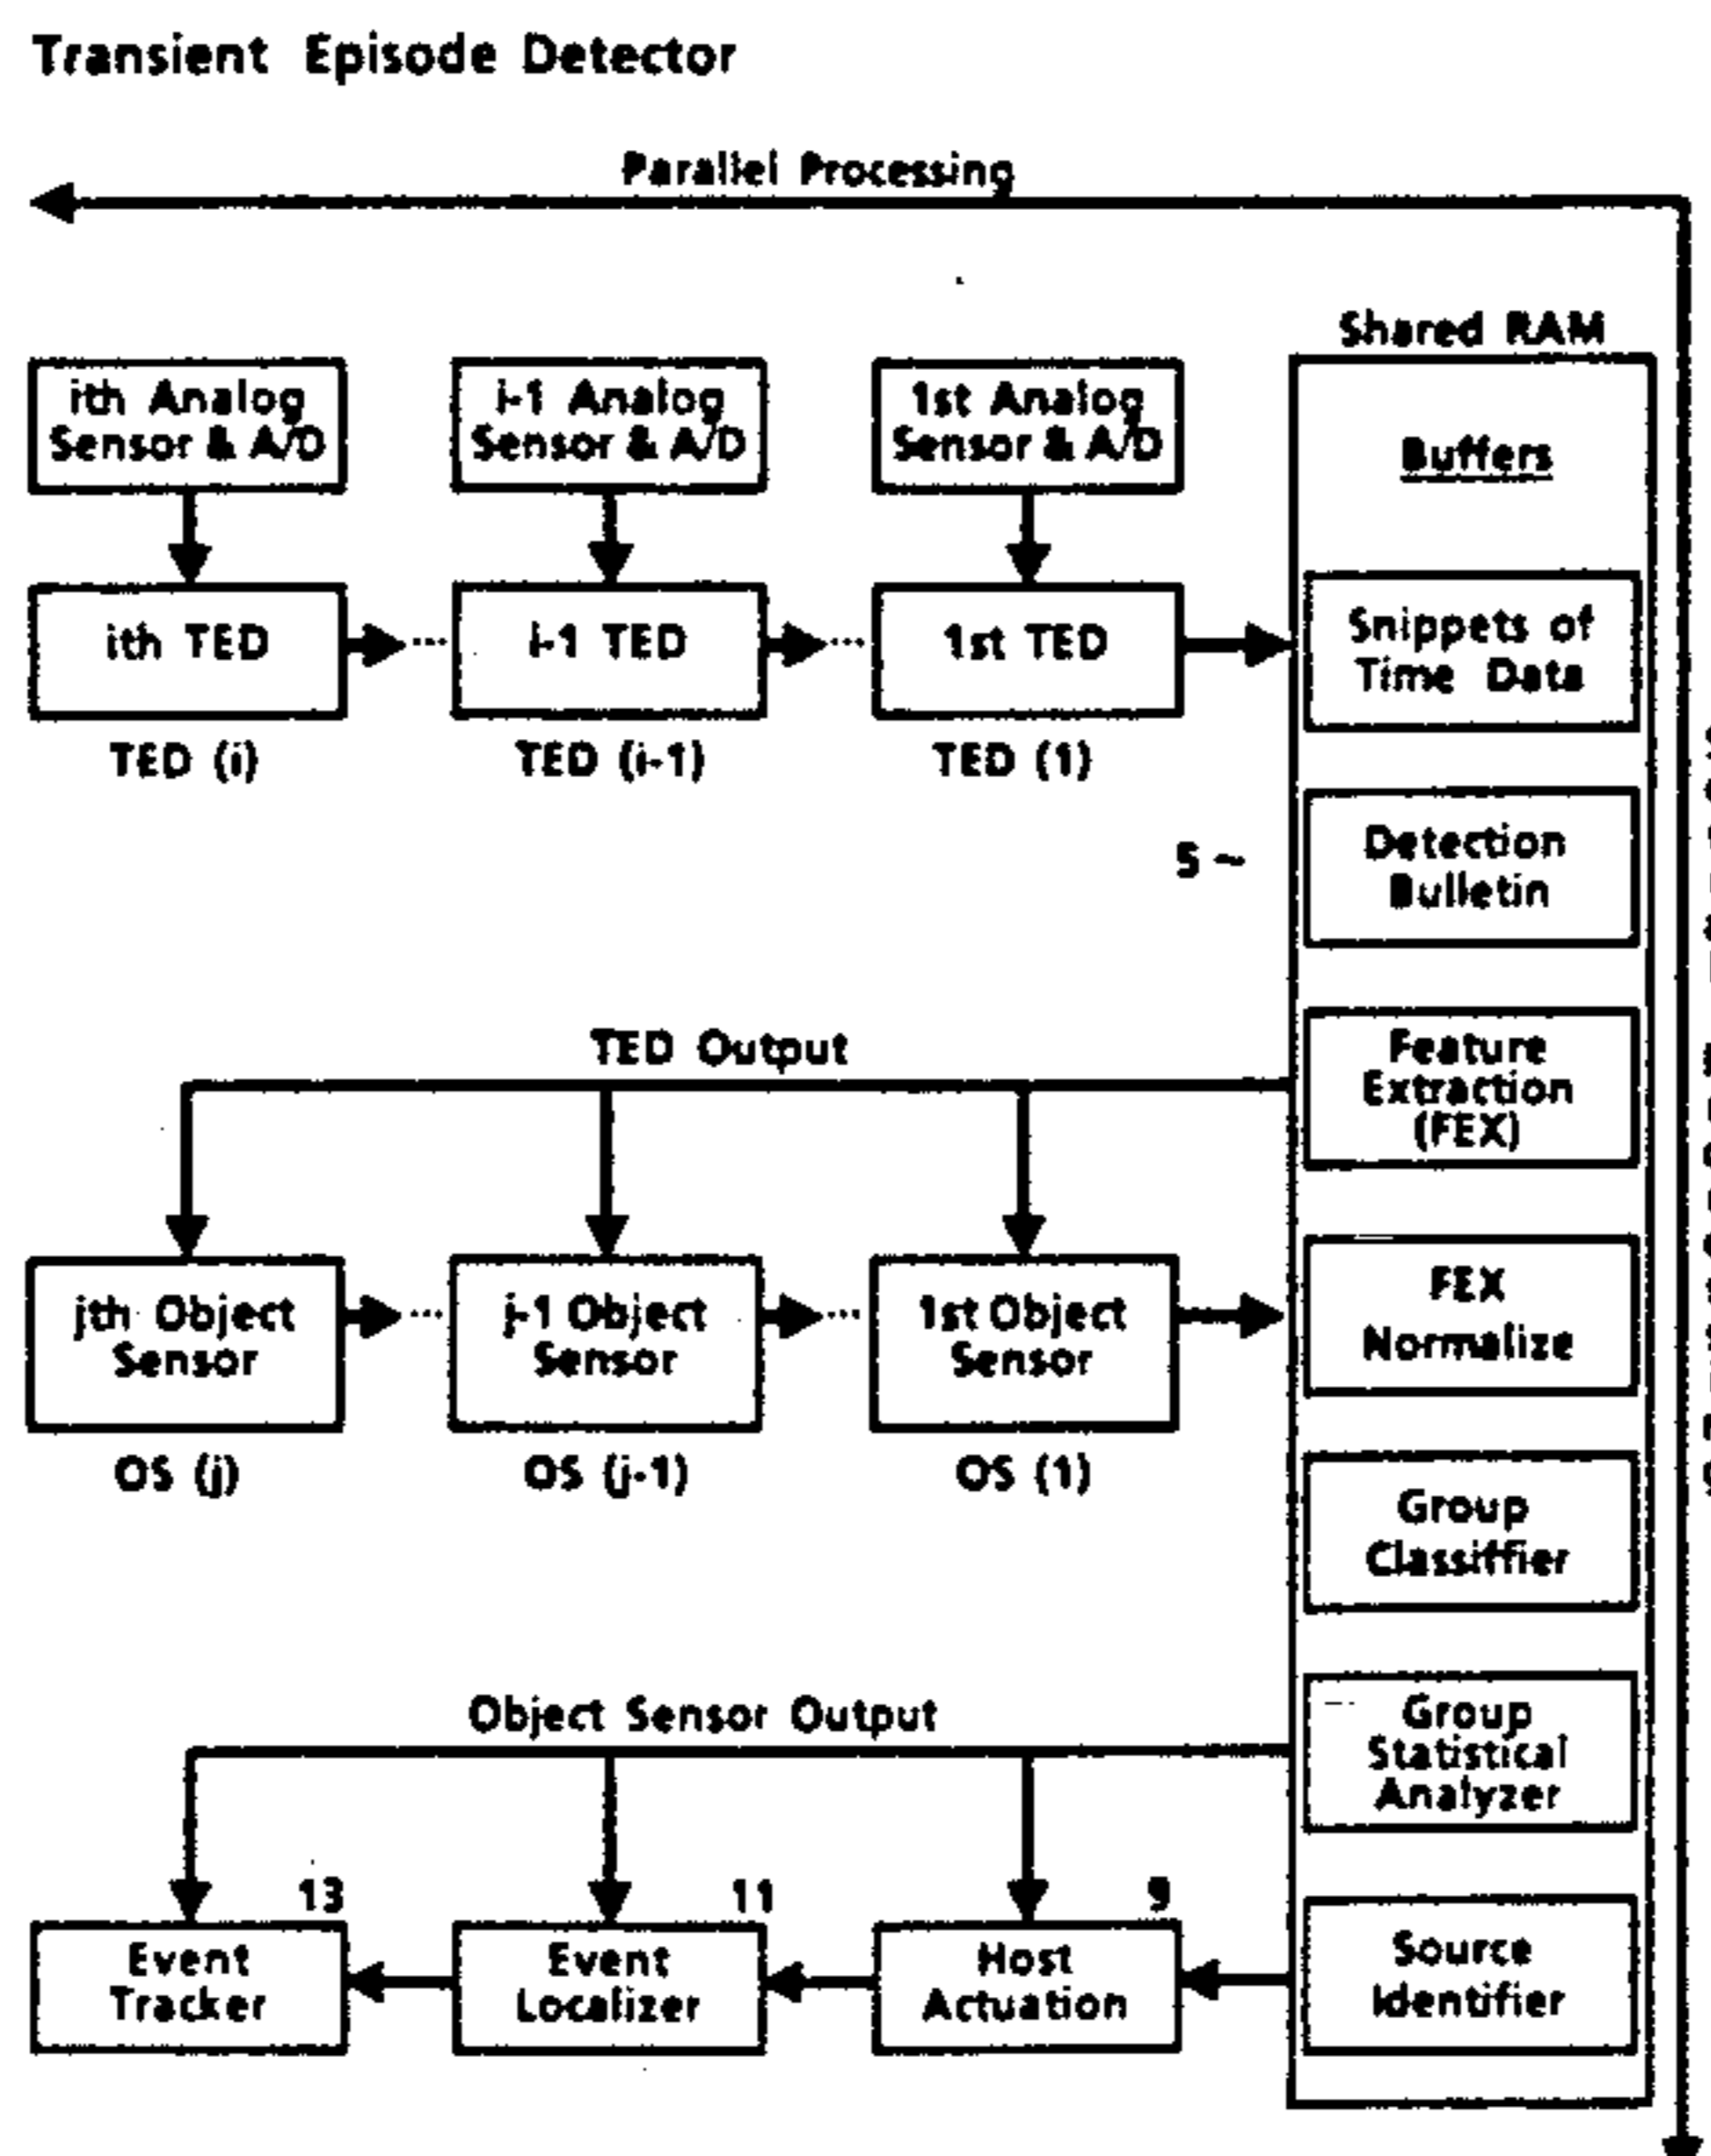 Transient Episode Detector
Parallel Processing
Shared RAM
ith Analog
Sensor & A/D
i-1 Analog
Sensor & A/D
1st Analog
Sensor & A/D
Buffers
ith TED
...
i-1 TED
...
1st TED
Snippets of
Time Data
TED (i)
TED (i-1)
TED (1)
5 ~
Detection
Bulletin
TED Output
Feature
Extraction
(FEX)
jth Object
Sensor
...
j-1 Object
Sensor
...
1st Object
Sensor
FEX
Normalize
OS (j)
OS (j-1)
OS (1)
Group
Classiffier
Object Sensor Output
Group
Statistical
Analyzer
13
11
9
Event
Tracker
Event
Localizer
Host
Actuation
Source
Identifier